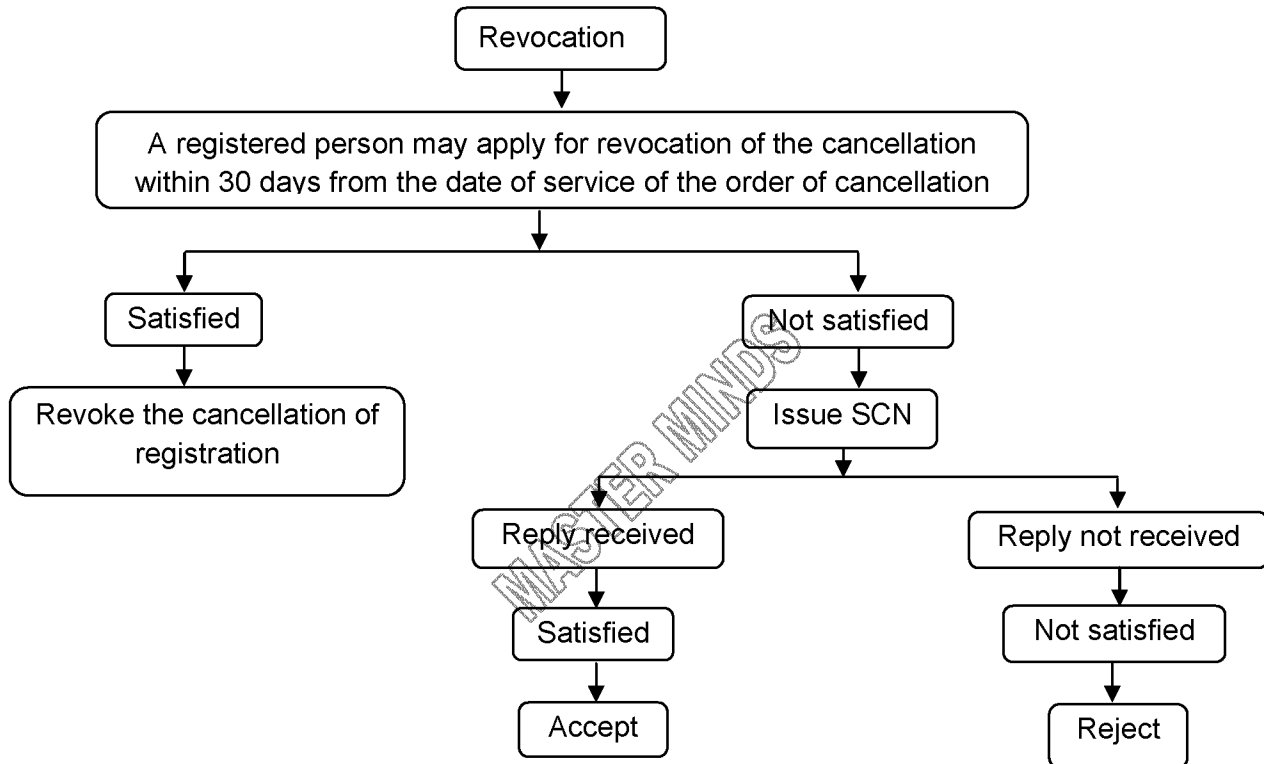 Revocation
A registered person may apply for revocation of the cancellation
within 30 days from the date of service of the order of cancellation
Satisfied
Not satisfied
Revoke the cancellation of
registration
Issue SCN
MASTER MINDS
Reply received
Reply not received
Satisfied
Not satisfied
Accept
Reject